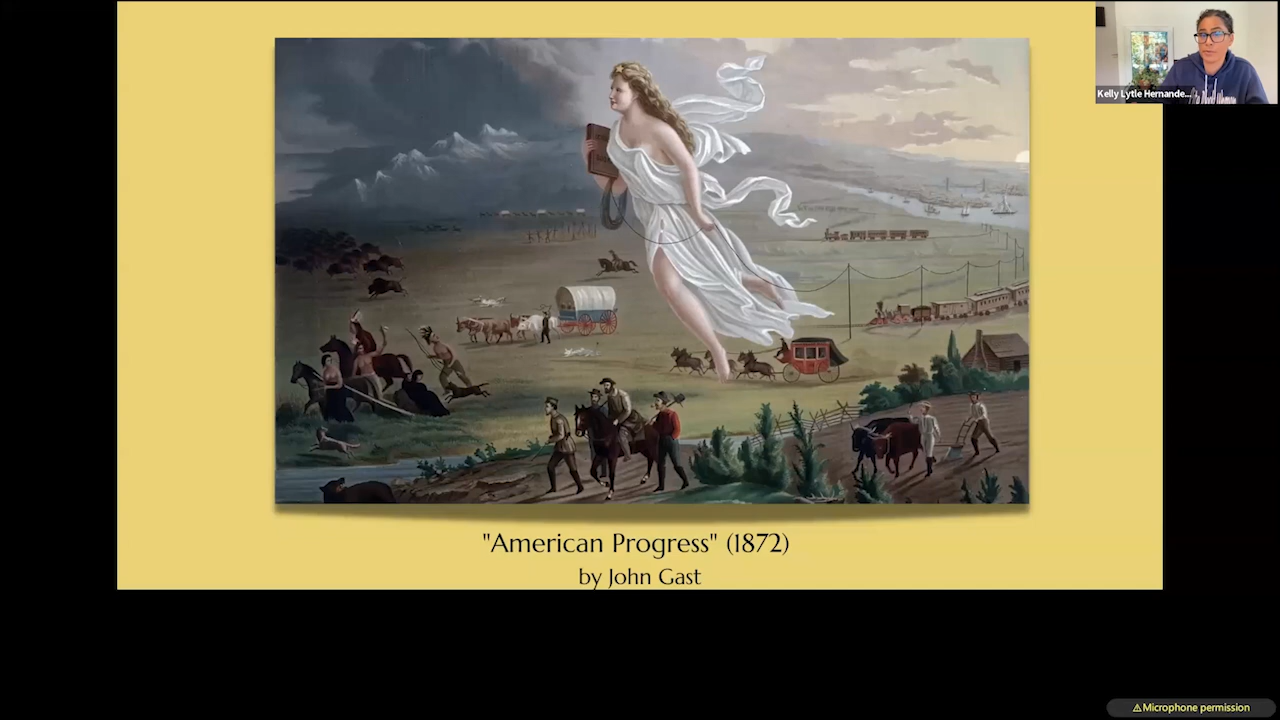 Kelly Lytle Hernande...
"American Progress" (1872)
by John Gast
⚠Microphone permission